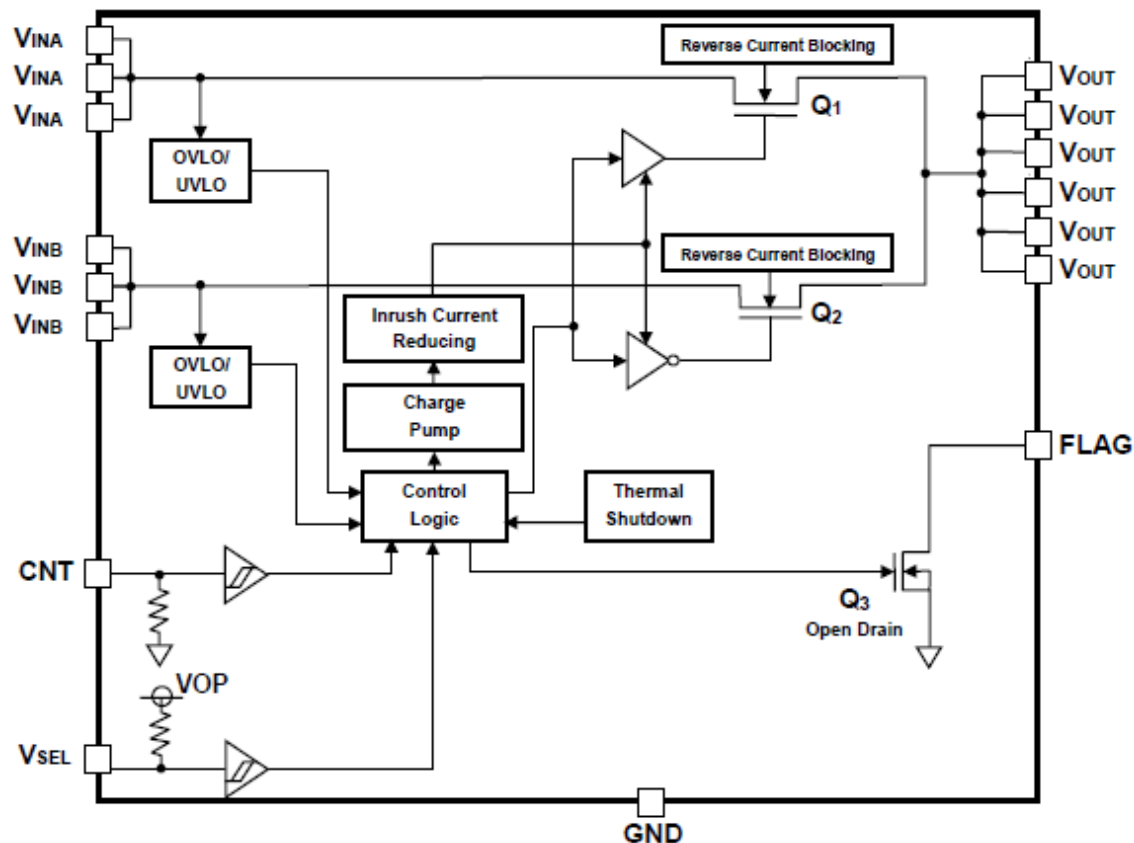 VINA
VINA
VINA
Reverse Current Blocking
Q1
VOUT
VOUT
VOUT
VOUT
VOUT
VOUT
OVLO/
UVLO
VINB
VINB
VINB
Reverse Current Blocking
Q2
Inrush Current
Reducing
OVLO/
UVLO
Charge
Pump
FLAG
Control
Logic
Thermal
Shutdown
CNT
Q3
Open Drain
VOP
VSEL
GND